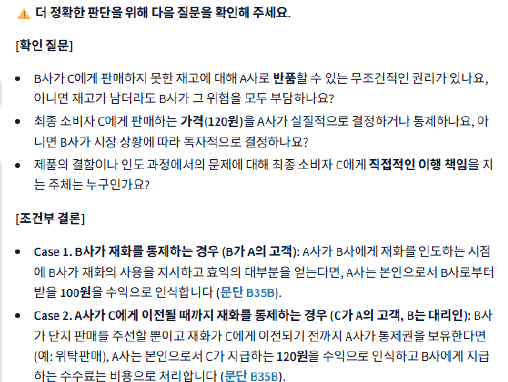 ⚠️ 더 정확한 판단을 위해 다음 질문을 확인해 주세요.
[확인 질문]
• B사가 C에게 판매하지 못한 재고에 대해 A사로 반품할 수 있는 무조건적인 권리가 있나요,
아니면 재고가 남더라도 B사가 그 위험을 모두 부담하나요?
• 최종 소비자 C에게 판매하는 가격(120원)을 A사가 실질적으로 결정하거나 통제하나요, 아
니면 B사가 시장 상황에 따라 독자적으로 결정하나요?
• 제품의 결함이나 인도 과정에서의 문제에 대해 최종 소비자 C에게 직접적인 이행 책임을 지
는 주체는 누구인가요?
[조건부 결론]
• Case 1. B사가 재화를 통제하는 경우 (B가 A의 고객): A사가 B사에게 재화를 인도하는 시점
에 B사가 재화의 사용을 지시하고 효익의 대부분을 얻는다면, A사는 본인으로서 B사로부터
받을 100원을 수익으로 인식합니다 (문단 B35B).
• Case 2. A사가 C에게 이전될 때까지 재화를 통제하는 경우 (C가 A의 고객, B는 대리인): B사
가 단지 판매를 주선할 뿐이고 재화가 C에게 이전되기 전까지 A사가 통제권을 보유한다면
(예: 위탁판매), A사는 본인으로서 C가 지급하는 120원을 수익으로 인식하고 B사에게 지급
하는 수수료는 비용으로 처리합니다 (문단 B35B).